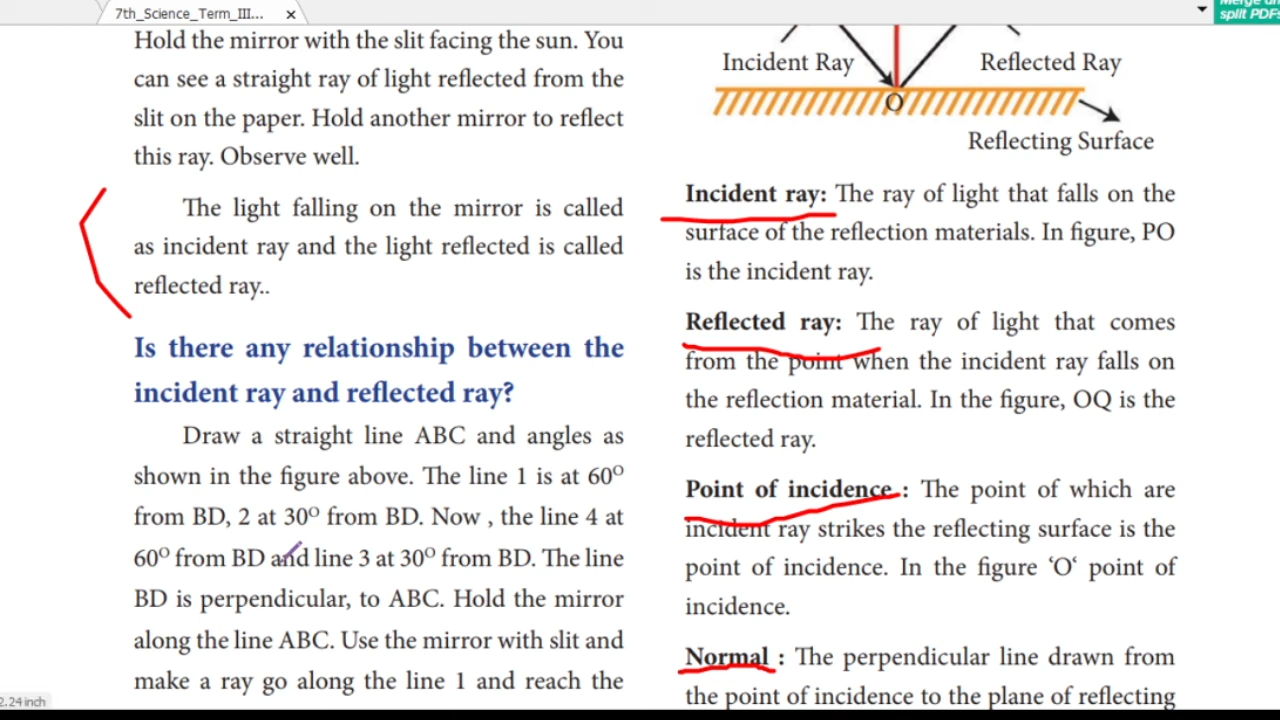 7th_Science_Term_III... ×
Merge an
split PDFs
Hold the mirror with the slit facing the sun. You
can see a straight ray of light reflected from the
slit on the paper. Hold another mirror to reflect
this ray. Observe well.
The light falling on the mirror is called
as incident ray and the light reflected is called
reflected ray..
Is there any relationship between the
incident ray and reflected ray?
Draw a straight line ABC and angles as
shown in the figure above. The line 1 is at 60⁰
from BD, 2 at 30⁰ from BD. Now , the line 4 at
60⁰ from BD and line 3 at 30⁰ from BD. The line
BD is perpendicular, to ABC. Hold the mirror
along the line ABC. Use the mirror with slit and
make a ray go along the line 1 and reach the
Incident Ray
Reflected Ray
O
Reflecting Surface
Incident ray: The ray of light that falls on the
surface of the reflection materials. In figure, PO
is the incident ray.
Reflected ray: The ray of light that comes
from the point when the incident ray falls on
the reflection material. In the figure, OQ is the
reflected ray.
Point of incidence : The point of which are
incident ray strikes the reflecting surface is the
point of incidence. In the figure ‘O‘ point of
incidence.
Normal : The perpendicular line drawn from
the point of incidence to the plane of reflecting
2.24 inch